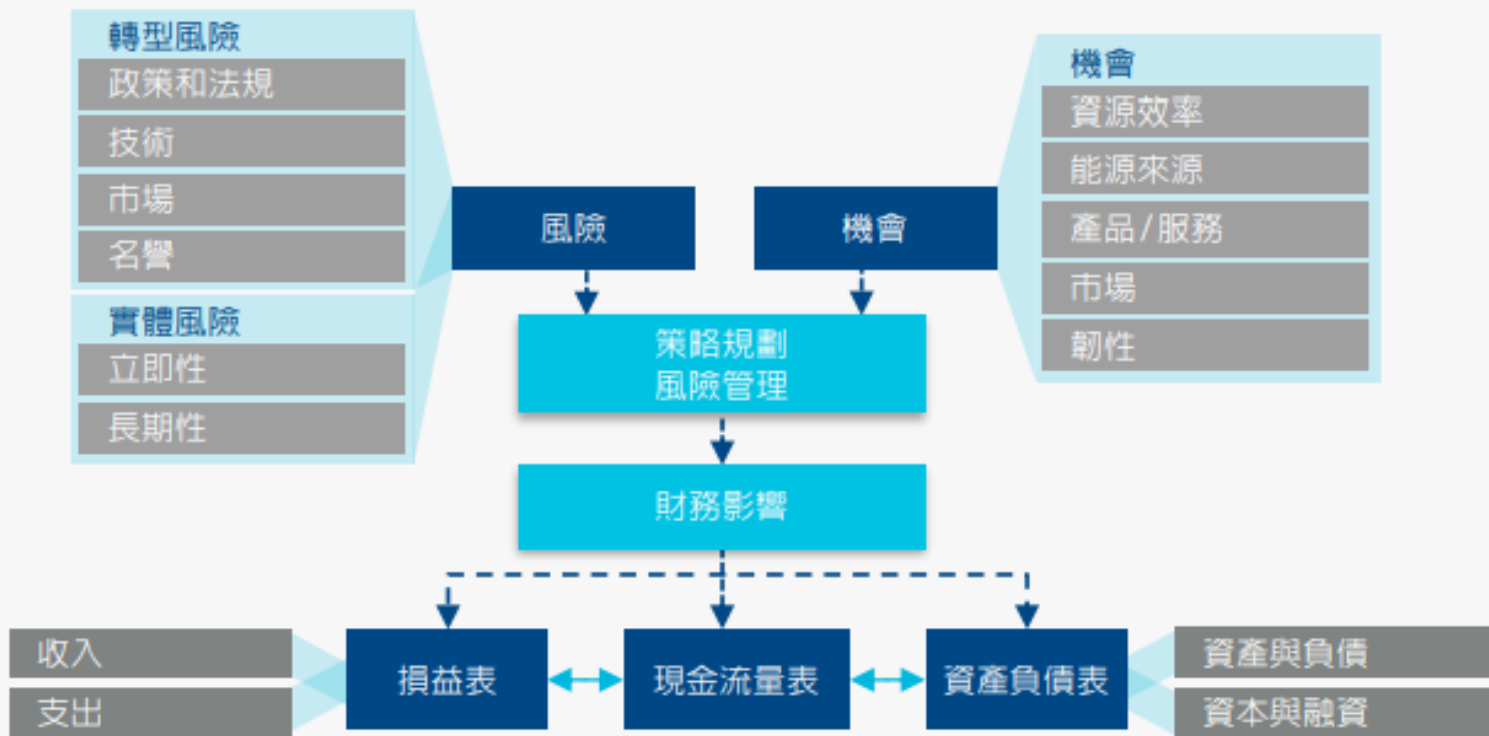 轉型風險
政策和法規
技術
市場
名譽
實體風險
立即性
長期性
風險
機會
機會
資源效率
能源來源
產品/服務
市場
韌性
策略規劃
風險管理
財務影響
收入
支出
損益表
現金流量表
資產負債表
資產與負債
資本與融資